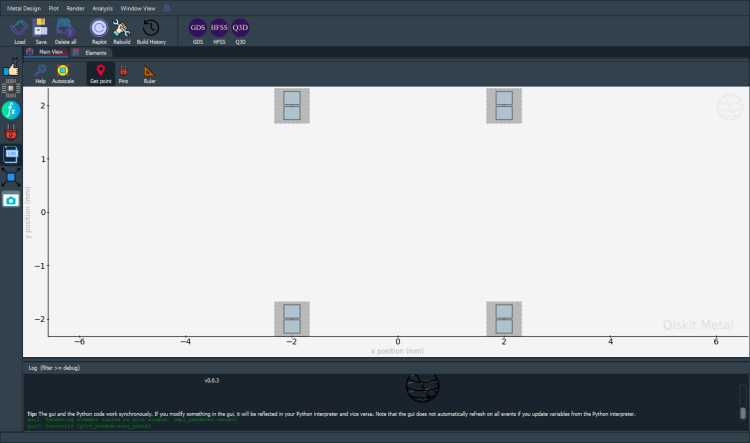 Metal Design Plot Render Analysis Window View
GDS HFSS Q3D
Load Save Delete all Replot Rebuild Build History GDS HFSS Q3D
Main View Elements
Help Autoscale Get point Pins Ruler
fx
2
1
0
−1
−2
y position (mm)
−6 −4 −2 0 2 4 6
x position (mm)
Qiskit Metal
Log (filter >= debug)
v0.0.3
Tip: The gui and the Python code work synchronously. If you modify something in the gui, it will be reflected in your Python interpreter and vice versa. Note that the gui does not automatically refresh on all events if you update variables from the Python interpreter.